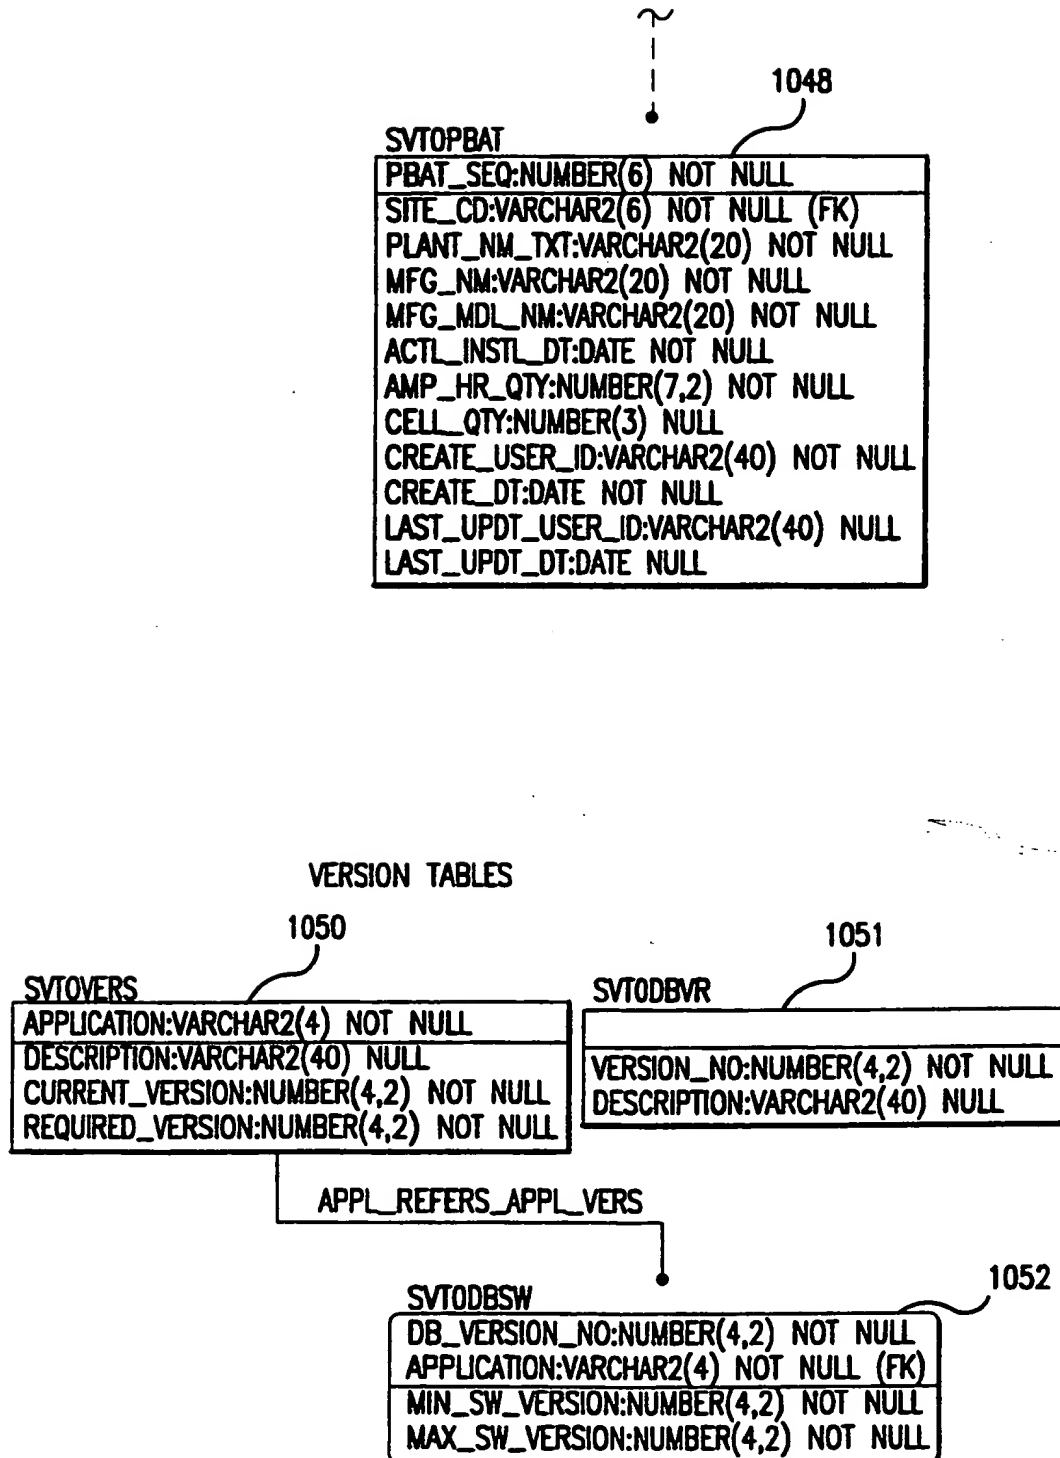 1048
SVTOPBAT
PBAT_SEQ:NUMBER(6) NOT NULL
SITE_CD:VARCHAR2(6) NOT NULL (FK)
PLANT_NM_TXT:VARCHAR2(20) NOT NULL
MFG_NM:VARCHAR2(20) NOT NULL
MFG_MDL_NM:VARCHAR2(20) NOT NULL
ACTL_INSTL_DT:DATE NOT NULL
AMP_HR_QTY:NUMBER(7,2) NOT NULL
CELL_QTY:NUMBER(3) NULL
CREATE_USER_ID:VARCHAR2(40) NOT NULL
CREATE_DT:DATE NOT NULL
LAST_UPDT_USER_ID:VARCHAR2(40) NULL
LAST_UPDT_DT:DATE NULL
VERSION TABLES
1050
SVTOVERS
APPLICATION:VARCHAR2(4) NOT NULL
DESCRIPTION:VARCHAR2(40) NULL
CURRENT_VERSION:NUMBER(4,2) NOT NULL
REQUIRED_VERSION:NUMBER(4,2) NOT NULL
1051
SVTODBVR
VERSION_NO:NUMBER(4,2) NOT NULL
DESCRIPTION:VARCHAR2(40) NULL
APPL_REFERS_APPL_VERS
1052
SVTODBSW
DB_VERSION_NO:NUMBER(4,2) NOT NULL
APPLICATION:VARCHAR2(4) NOT NULL (FK)
MIN_SW_VERSION:NUMBER(4,2) NOT NULL
MAX_SW_VERSION:NUMBER(4,2) NOT NULL